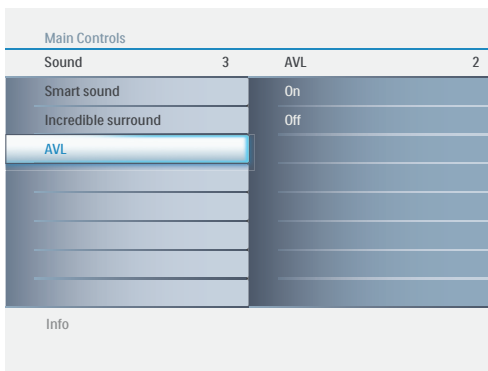 Main Controls
Sound 3 AVL 2
Smart sound On
Incredible surround Off
AVL
Info